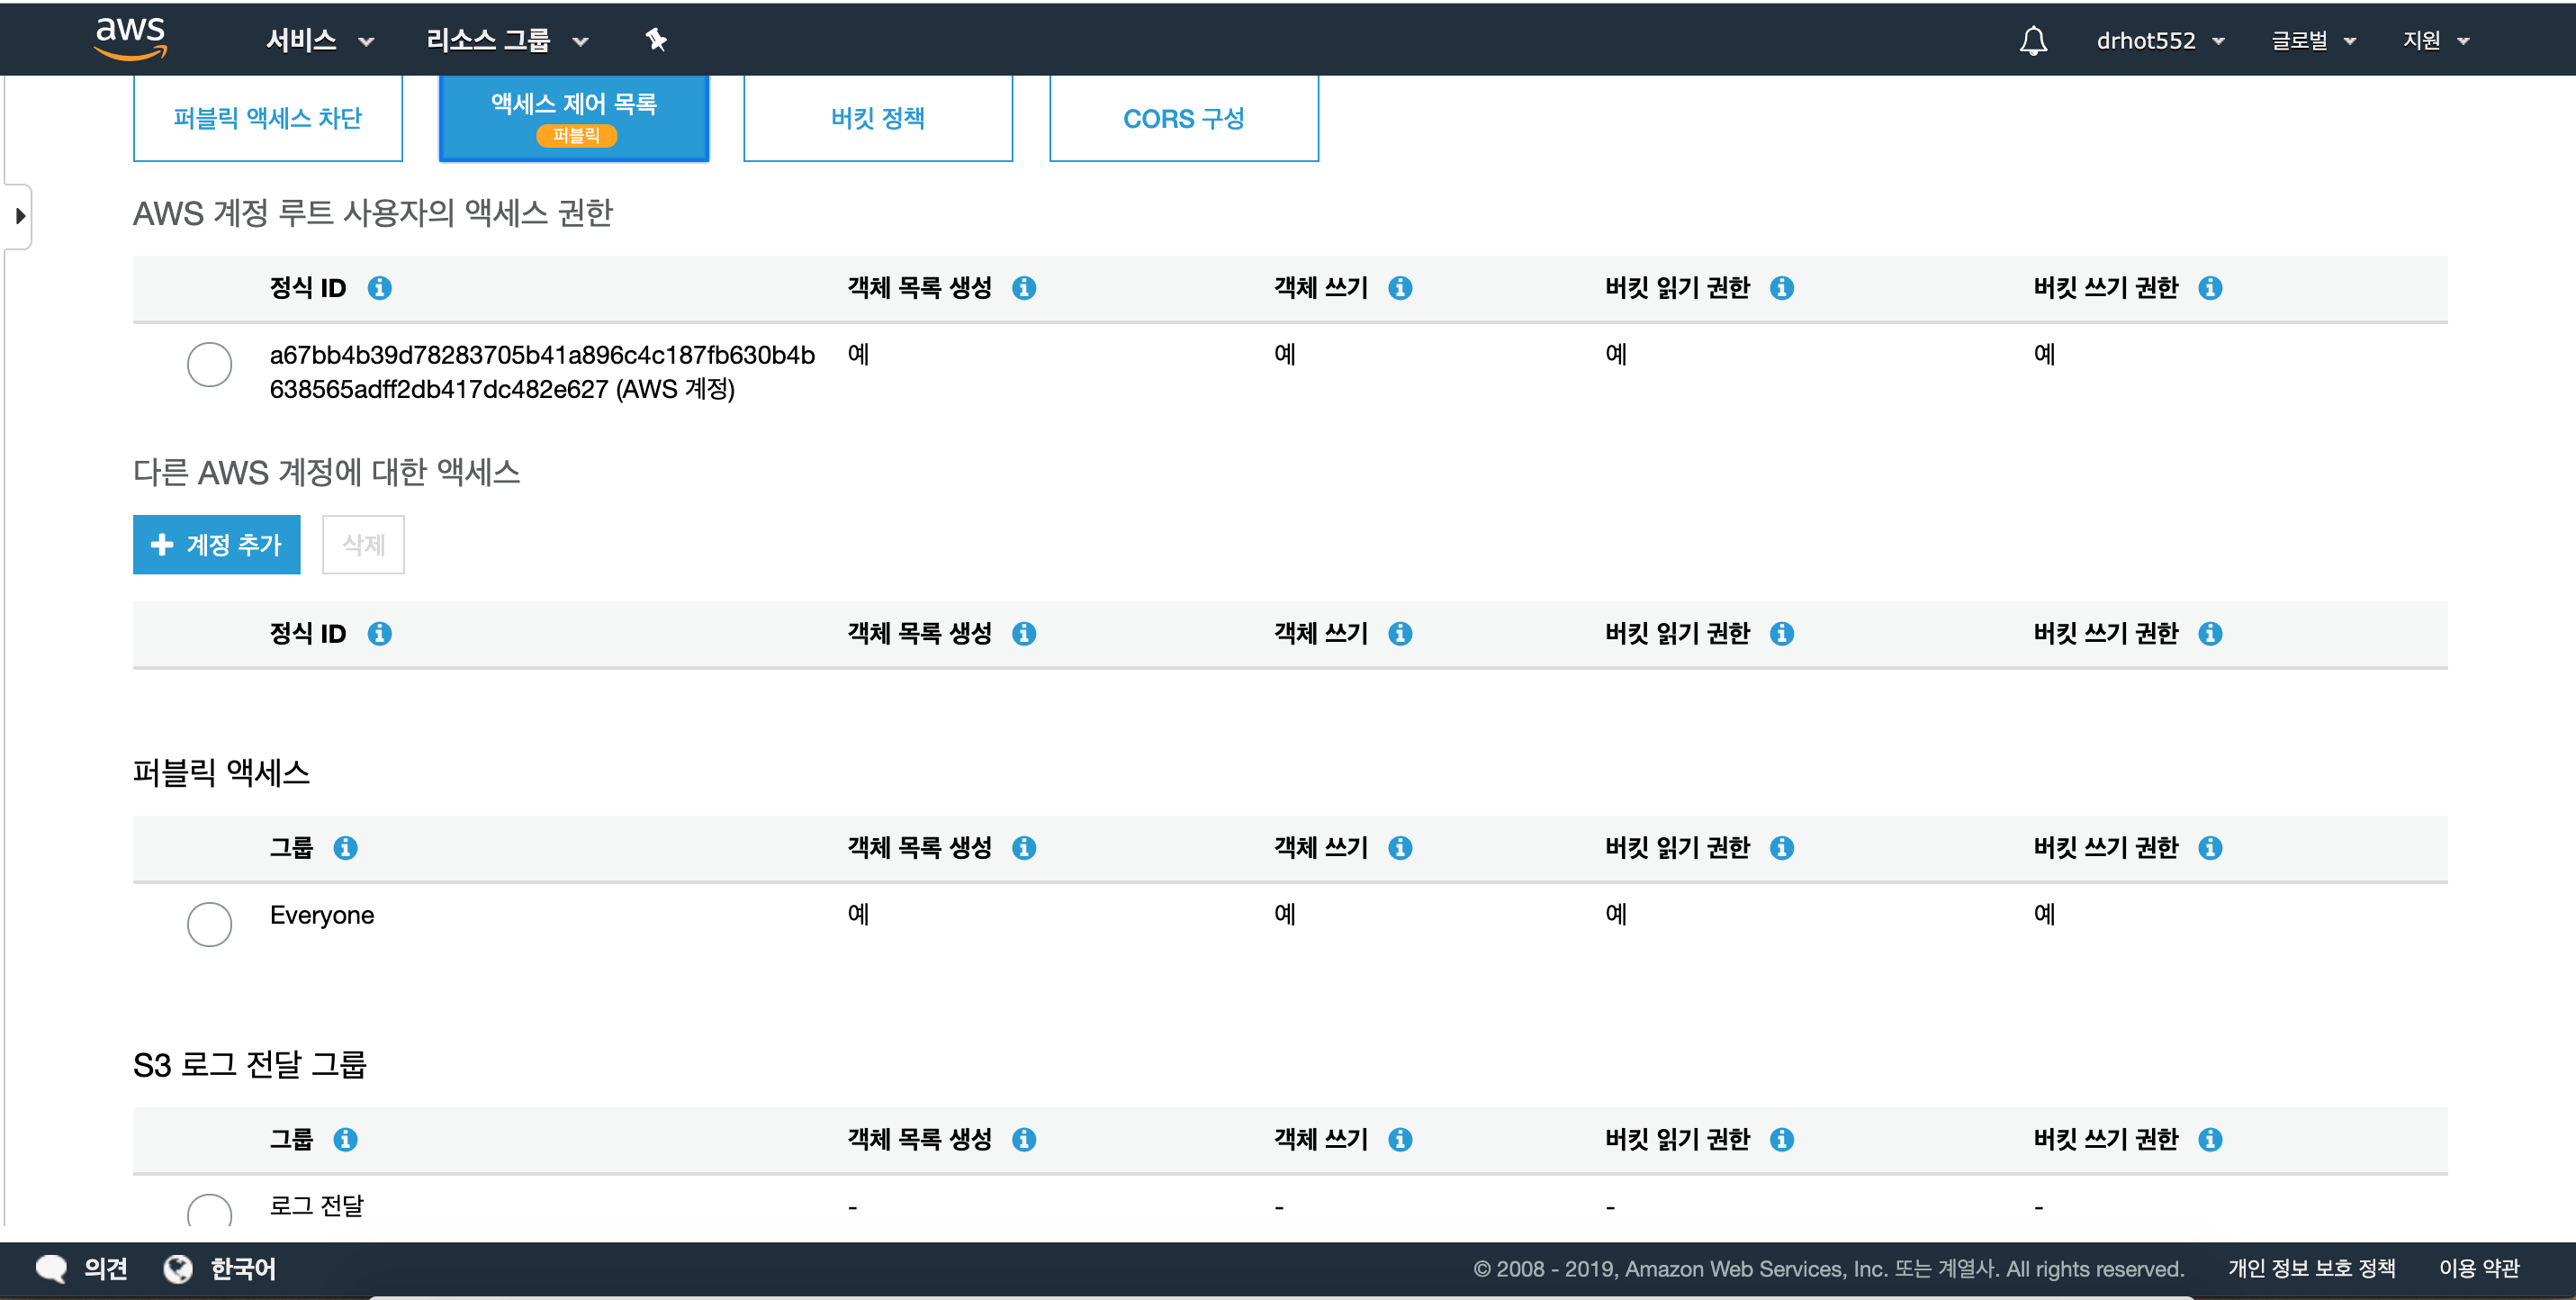 aws 서비스 리소스 그룹 drhot552 글로벌 지원
퍼블릭 액세스 차단 액세스 제어 목록 버킷 정책 CORS 구성
퍼블릭
AWS 계정 루트 사용자의 액세스 권한
정식 ID 객체 목록 생성 객체 쓰기 버킷 읽기 권한 버킷 쓰기 권한
a67bb4b39d78283705b41a896c4c187fb630b4b 예 예 예 예
638565adff2db417dc482e627 (AWS 계정)
다른 AWS 계정에 대한 액세스
계정 추가 삭제
정식 ID 객체 목록 생성 객체 쓰기 버킷 읽기 권한 버킷 쓰기 권한
퍼블릭 액세스
그룹 객체 목록 생성 객체 쓰기 버킷 읽기 권한 버킷 쓰기 권한
Everyone 예 예 예 예
S3 로그 전달 그룹
그룹 객체 목록 생성 객체 쓰기 버킷 읽기 권한 버킷 쓰기 권한
로그 전달 - - - -
의견 한국어 © 2008 - 2019, Amazon Web Services, Inc. 또는 계열사. All rights reserved. 개인 정보 보호 정책 이용 약관